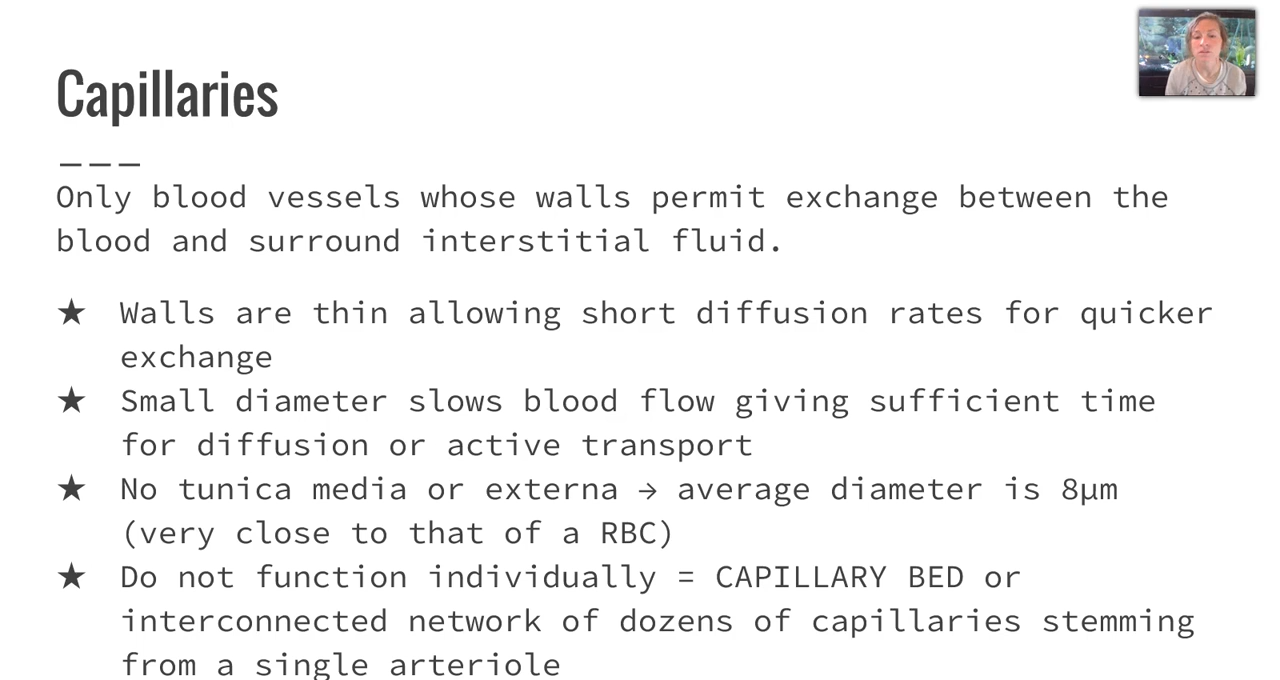 Capillaries
Only blood vessels whose walls permit exchange between the
blood and surround interstitial fluid.
★ Walls are thin allowing short diffusion rates for quicker
exchange
★ Small diameter slows blood flow giving sufficient time
for diffusion or active transport
★ No tunica media or externa → average diameter is 8µm
(very close to that of a RBC)
★ Do not function individually = CAPILLARY BED or
interconnected network of dozens of capillaries stemming
from a single arteriole